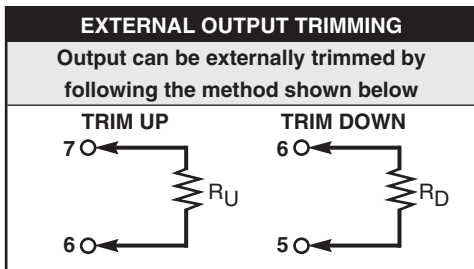 EXTERNAL OUTPUT TRIMMING
Output can be externally trimmed by
following the method shown below
TRIM UP TRIM DOWN
7 6
RU RD
6 5